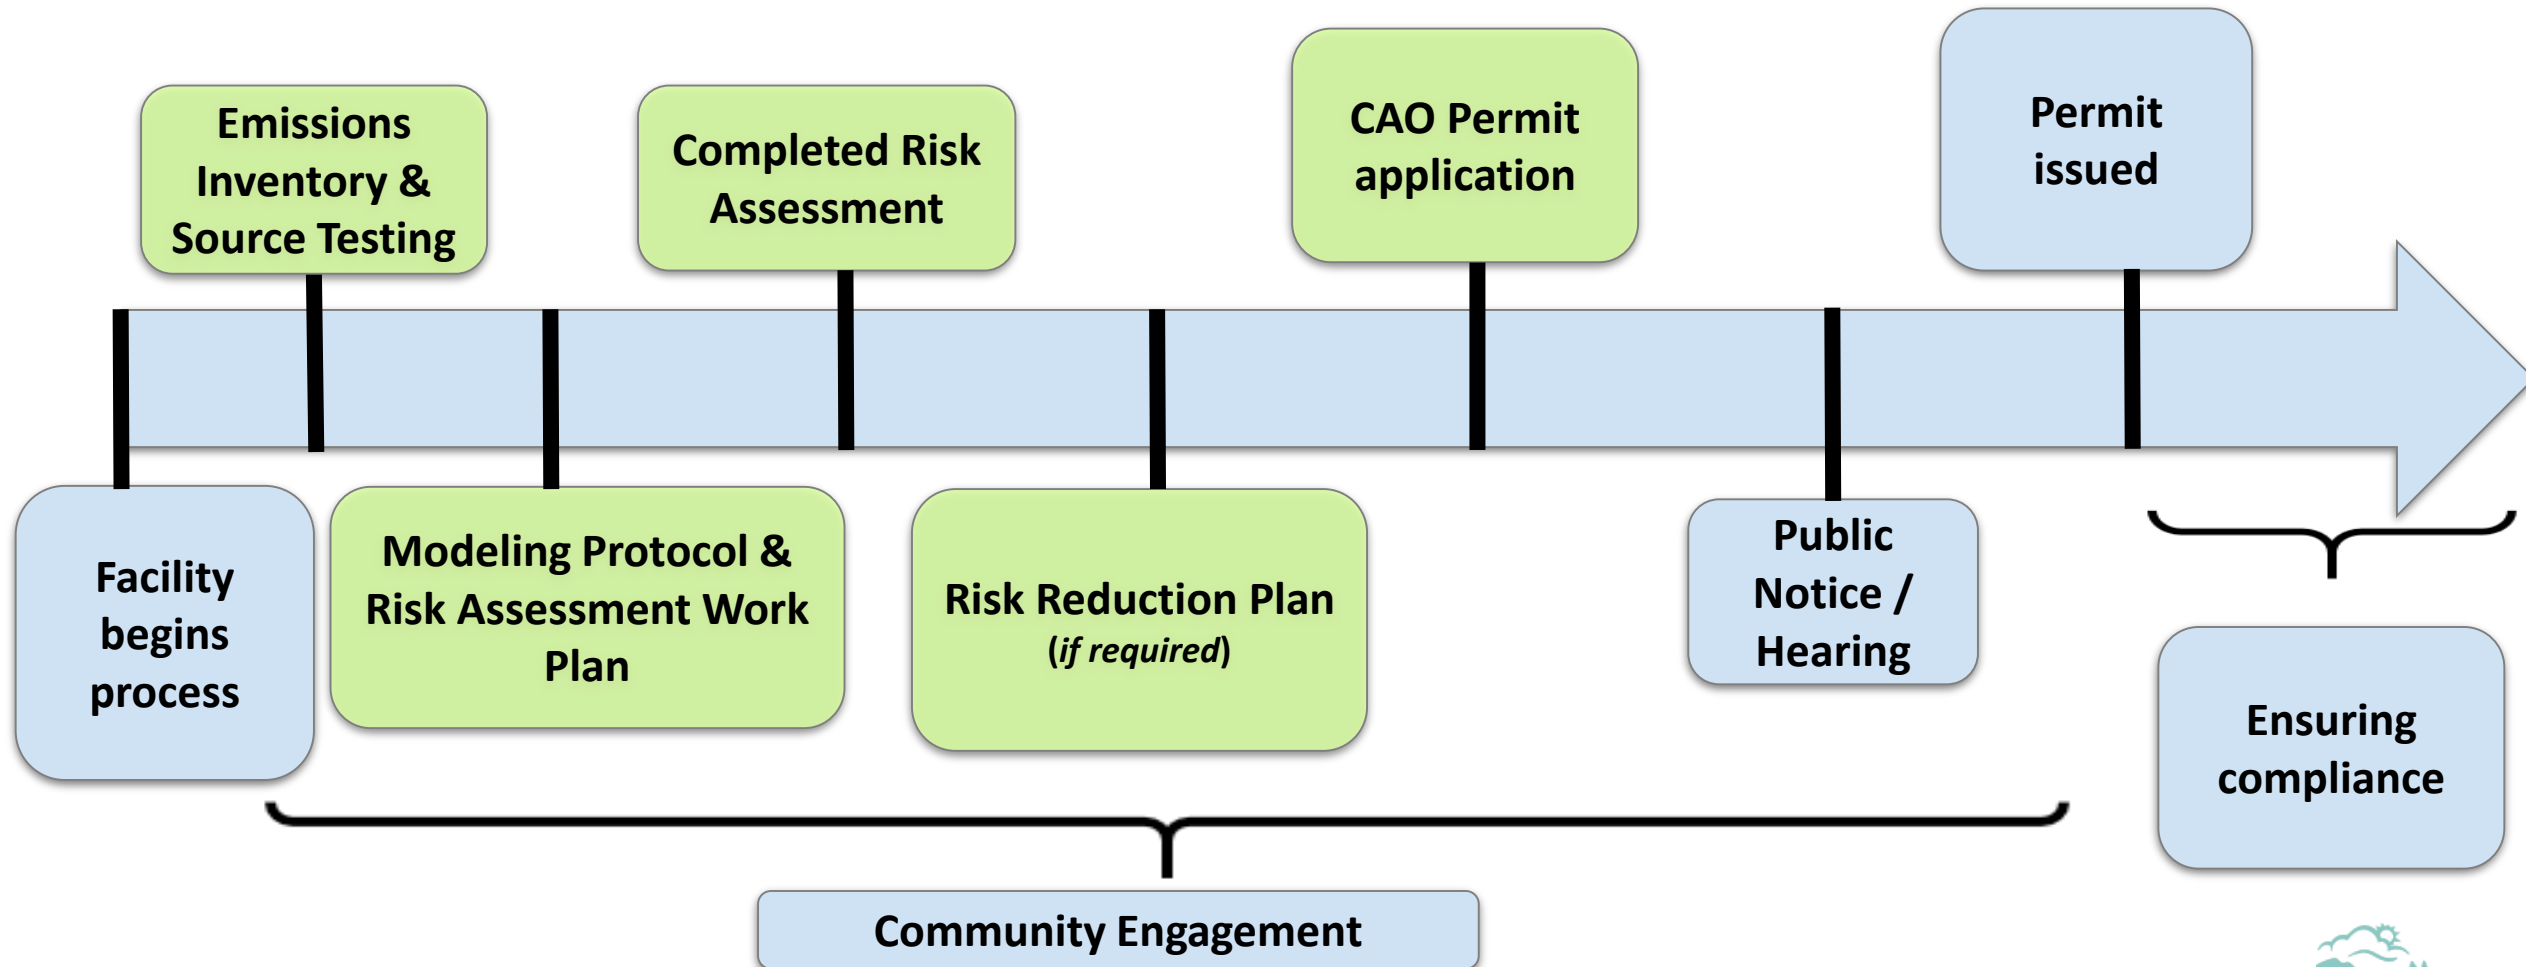 Emissions
Inventory &
Source Testing
Completed Risk
Assessment
CAO Permit
application
Permit
issued
Facility
begins
process
Modeling Protocol &
Risk Assessment Work
Plan
Risk Reduction Plan
(if required)
Public
Notice /
Hearing
Ensuring
compliance
Community Engagement